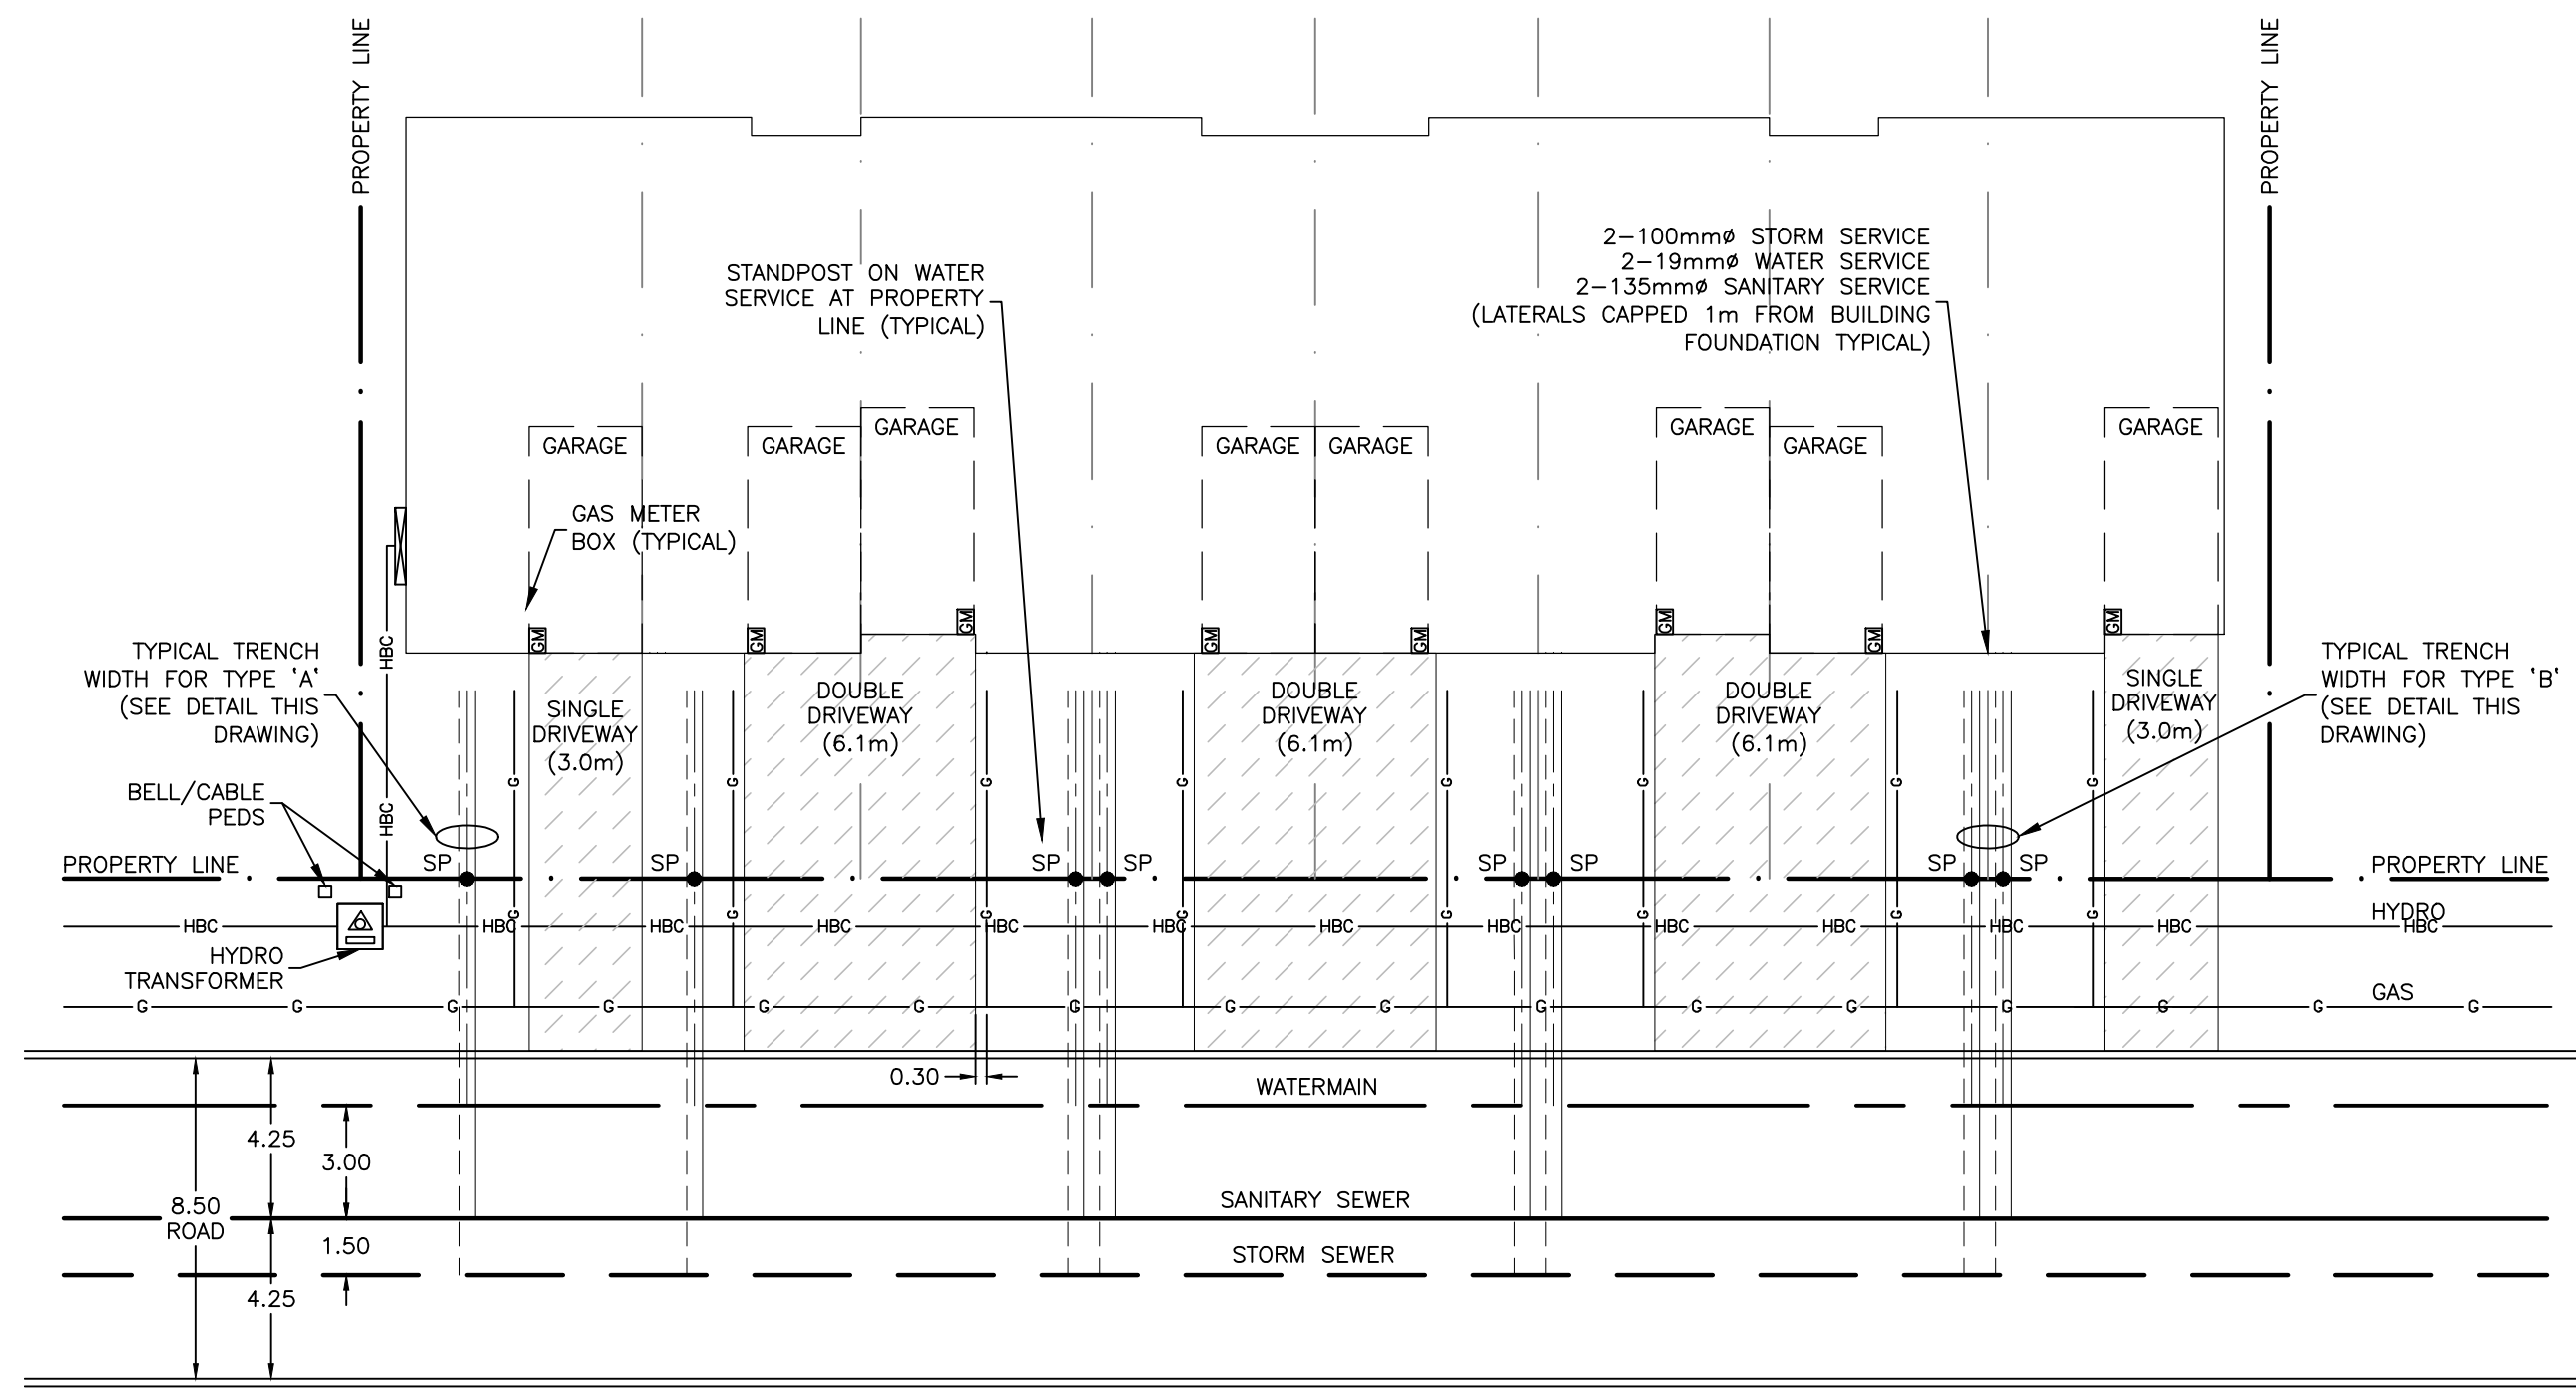 PROPERTY LINE
PROPERTY LINE
2-100mmø STORM SERVICE
2-19mmø WATER SERVICE
2-135mmø SANITARY SERVICE
(LATERALS CAPPED 1m FROM BUILDING
FOUNDATION TYPICAL)
STANDPOST ON WATER
SERVICE AT PROPERTY
LINE (TYPICAL)
GARAGE
GARAGE
GARAGE
GARAGE
GARAGE
GARAGE
GARAGE
GARAGE
GAS METER
BOX (TYPICAL)
GM
GM
GM
GM
GM
GM
GM
GM
TYPICAL TRENCH
WIDTH FOR TYPE 'A'
(SEE DETAIL THIS
DRAWING)
HBC
HBC
SINGLE
DRIVEWAY
(3.0m)
DOUBLE
DRIVEWAY
(6.1m)
DOUBLE
DRIVEWAY
(6.1m)
DOUBLE
DRIVEWAY
(6.1m)
SINGLE
DRIVEWAY
(3.0m)
TYPICAL TRENCH
WIDTH FOR TYPE 'B'
(SEE DETAIL THIS
DRAWING)
BELL/CABLE
PEDS
G G G G G G G G
PROPERTY LINE
SP SP SP SP SP SP SP SP
PROPERTY LINE
G G G G G G G G
HYDRO
HBC HBC HBC HBC HBC HBC HBC HBC HBC HBC HBC HBC HBC HBC
HYDRO
TRANSFORMER
GAS
G G G G G G G G G G G G G G G G
0.30
WATERMAIN
4.25
3.00
8.50
ROAD
SANITARY SEWER
1.50
STORM SEWER
4.25